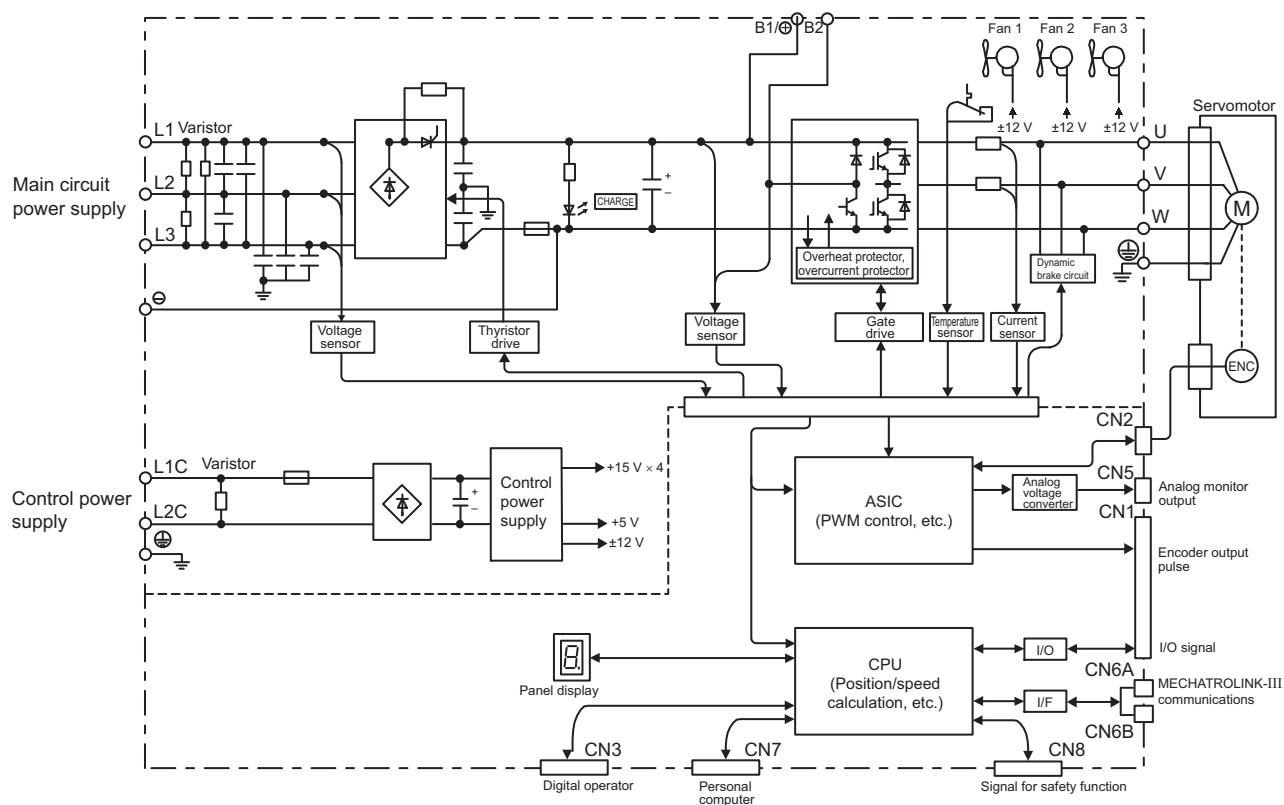 B1/⊕ B2
Fan 1 Fan 2 Fan 3
±12 V ±12 V ±12 V
Servomotor
L1 Varistor
U
Main circuit
power supply
L2
V
+
–
CHARGE
M
W
L3
Overheat protector,
overcurrent protector
Dynamic
brake circuit
⊖
Voltage
sensor
Thyristor
drive
Voltage
sensor
Gate
drive
Temperature
sensor
Current
sensor
ENC
CN2
L1C Varistor
+15 V × 4
Control power
supply
+
–
Control
power
supply
L2C
+5 V
±12 V
ASIC
(PWM control, etc.)
Analog
voltage
converter
CN5
Analog monitor
output
CN1
Encoder output
pulse
8.
Panel display
CPU
(Position/speed
calculation, etc.)
I/O
I/O signal
CN6A
I/F
MECHATROLINK-III
communications
CN6B
CN3
Digital operator
CN7
Personal
computer
CN8
Signal for safety function